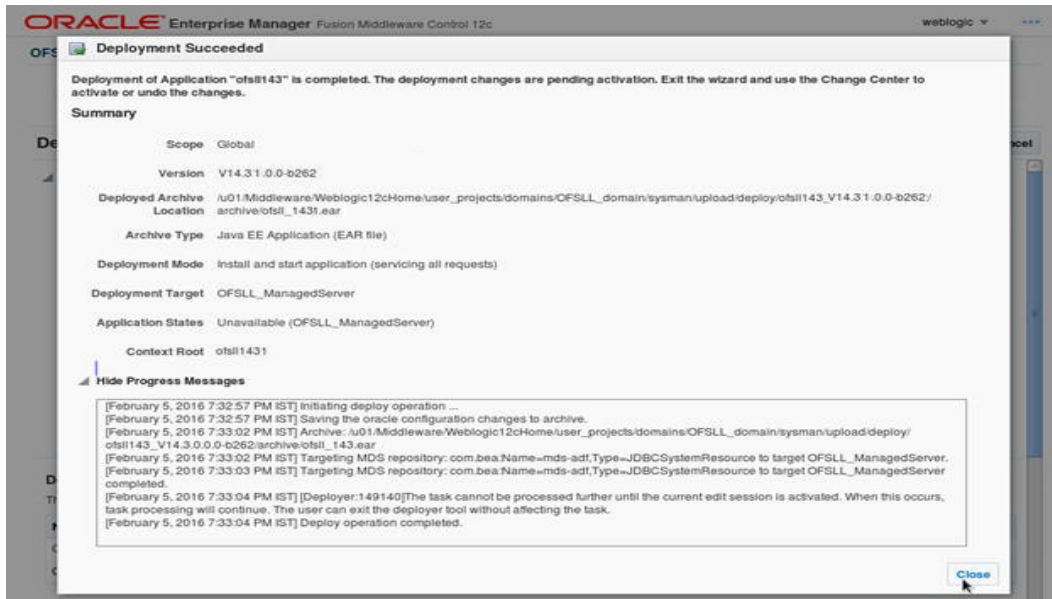 ORACLE Enterprise Manager Fusion Middleware Control 12c weblogic
OFS
Deployment Succeeded
Deployment of Application "ofsll143" is completed. The deployment changes are pending activation. Exit the wizard and use the Change Center to
activate or undo the changes.
Summary
De
ncel
Scope Global
Version V14.3.1.0.0-b262
Deployed Archive Location /u01/Middleware/Weblogic12cHome/user_projects/domains/OFSLL_domain/sysman/upload/deploy/ofsll143_V14.3.1.0.0-b262:/
archive/ofsll_1431.ear
Archive Type Java EE Application (EAR file)
Deployment Mode Install and start application (servicing all requests)
Deployment Target OFSLL_ManagedServer
Application States Unavailable (OFSLL_ManagedServer)
Context Root ofsll1431
Hide Progress Messages
[February 5, 2016 7:32:57 PM IST] Initiating deploy operation ...
[February 5, 2016 7:32:57 PM IST] Saving the oracle configuration changes to archive.
[February 5, 2016 7:33:02 PM IST] Archive: /u01/Middleware/Weblogic12cHome/user_projects/domains/OFSLL_domain/sysman/upload/deploy/
ofsll143_V14.3.0.0.0-b262/archive/ofsll_143.ear
[February 5, 2016 7:33:02 PM IST] Targeting MDS repository: com.bea:Name=mds-adf,Type=JDBCSystemResource to target OFSLL_ManagedServer.
[February 5, 2016 7:33:03 PM IST] Targeting MDS repository: com.bea:Name=mds-adf,Type=JDBCSystemResource to target OFSLL_ManagedServer
completed.
[February 5, 2016 7:33:04 PM IST] [Deployer:149140]The task cannot be processed further until the current edit session is activated. When this occurs,
task processing will continue. The user can exit the deployer tool without affecting the task.
[February 5, 2016 7:33:04 PM IST] Deploy operation completed.
Close